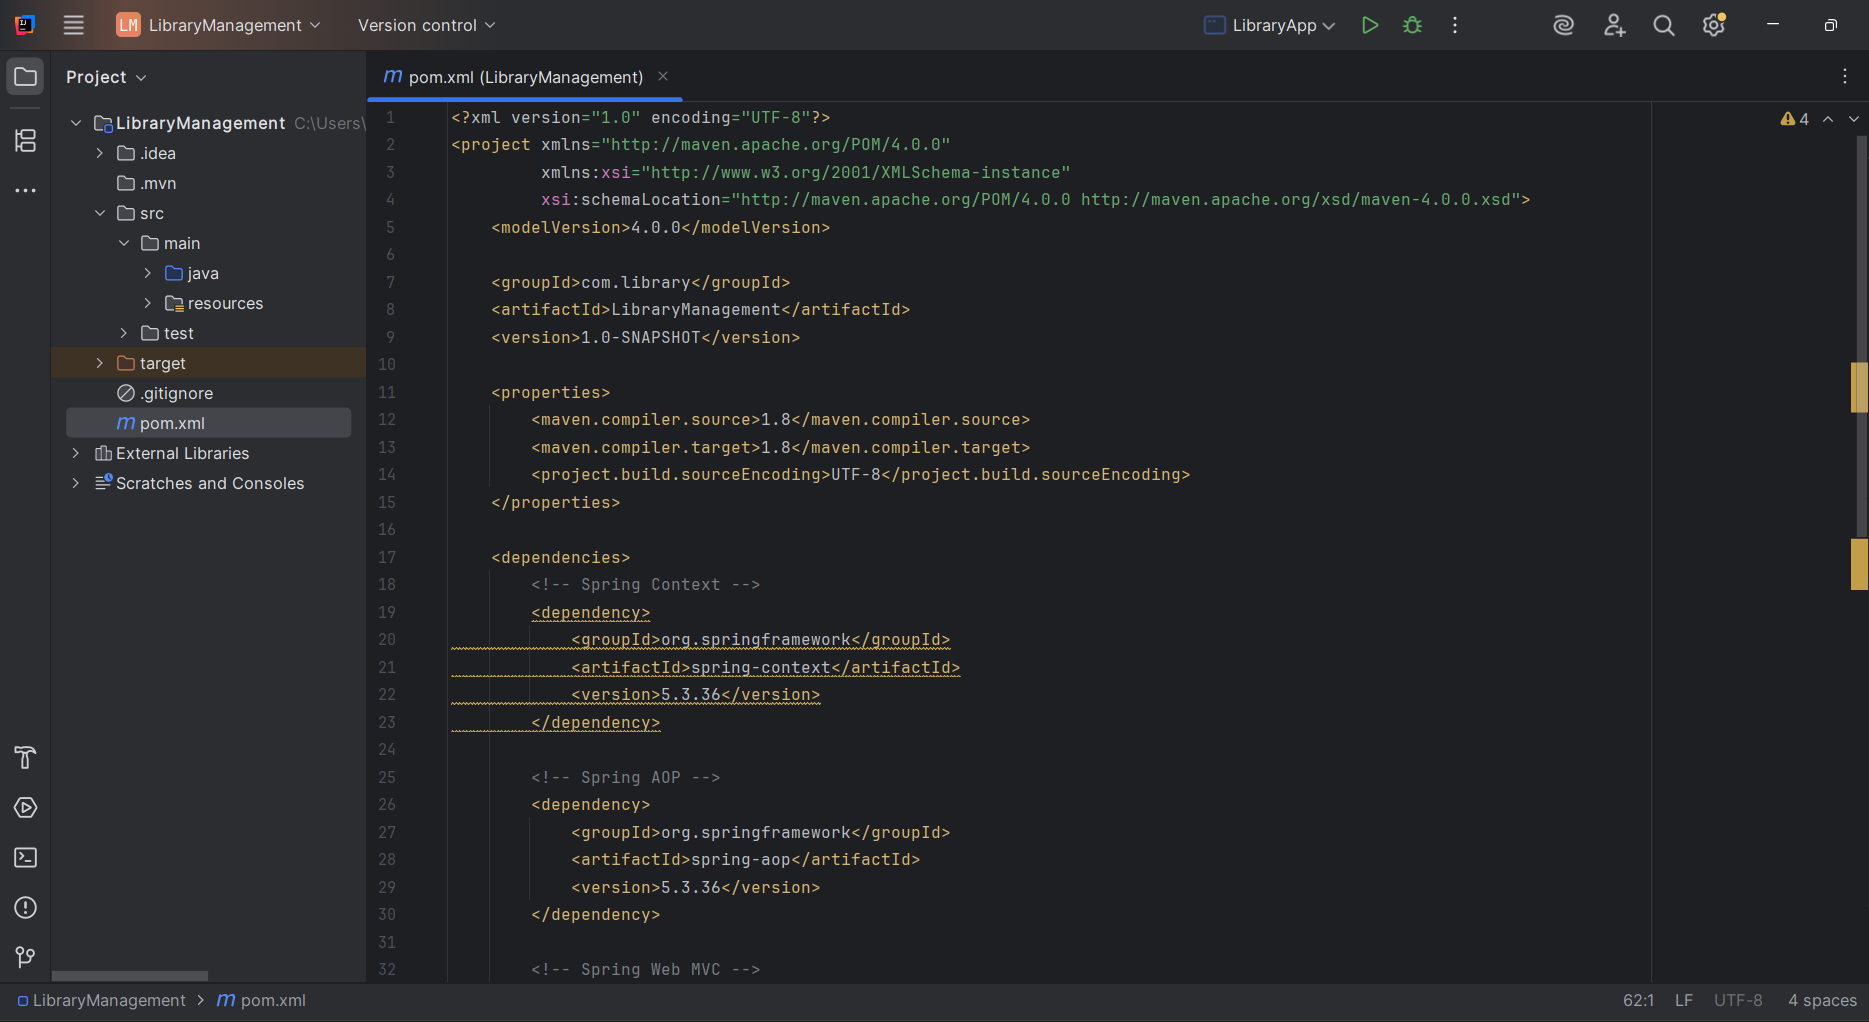 LM LibraryManagement Version control LibraryApp
Project
pom.xml (LibraryManagement)
LibraryManagement C:\Users\
.idea
.mvn
src
main
java
resources
test
target
.gitignore
pom.xml
External Libraries
Scratches and Consoles
4
1 <?xml version="1.0" encoding="UTF-8"?>
2 <project xmlns="http://maven.apache.org/POM/4.0.0"
3 xmlns:xsi="http://www.w3.org/2001/XMLSchema-instance"
4 xsi:schemaLocation="http://maven.apache.org/POM/4.0.0 http://maven.apache.org/xsd/maven-4.0.0.xsd">
5 <modelVersion>4.0.0</modelVersion>
6
7 <groupId>com.library</groupId>
8 <artifactId>LibraryManagement</artifactId>
9 <version>1.0-SNAPSHOT</version>
10
11 <properties>
12 <maven.compiler.source>1.8</maven.compiler.source>
13 <maven.compiler.target>1.8</maven.compiler.target>
14 <project.build.sourceEncoding>UTF-8</project.build.sourceEncoding>
15 </properties>
16
17 <dependencies>
18 <!-- Spring Context -->
19 <dependency>
20 <groupId>org.springframework</groupId>
21 <artifactId>spring-context</artifactId>
22 <version>5.3.36</version>
23 </dependency>
24
25 <!-- Spring AOP -->
26 <dependency>
27 <groupId>org.springframework</groupId>
28 <artifactId>spring-aop</artifactId>
29 <version>5.3.36</version>
30 </dependency>
31
32 <!-- Spring Web MVC -->
LibraryManagement > pom.xml 62:1 LF UTF-8 4 spaces